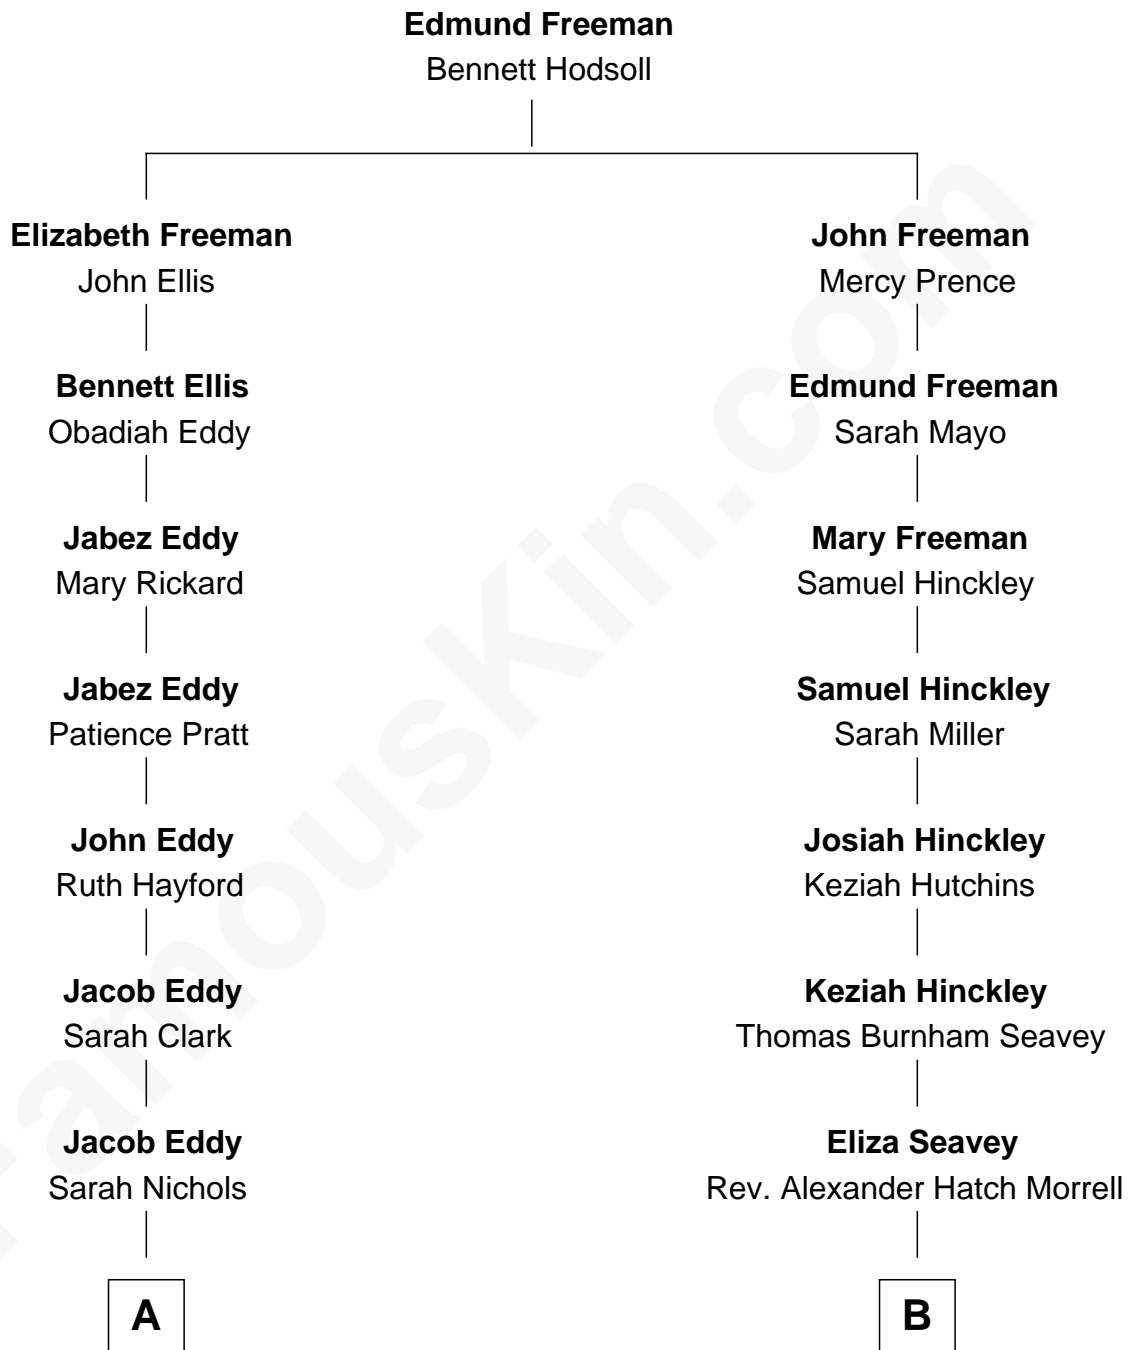 Edmund Freeman
Bennett Hodsoll
Elizabeth Freeman
John Ellis
John Freeman
Mercy Prence
Bennett Ellis
Obadiah Eddy
Edmund Freeman
Sarah Mayo
Jabez Eddy
Mary Rickard
Mary Freeman
Samuel Hinckley
Jabez Eddy
Patience Pratt
Samuel Hinckley
Sarah Miller
John Eddy
Ruth Hayford
Josiah Hinckley
Keziah Hutchins
Jacob Eddy
Sarah Clark
Keziah Hinckley
Thomas Burnham Seavey
Jacob Eddy
Sarah Nichols
Eliza Seavey
Rev. Alexander Hatch Morrell
A
B
FamousKin.com